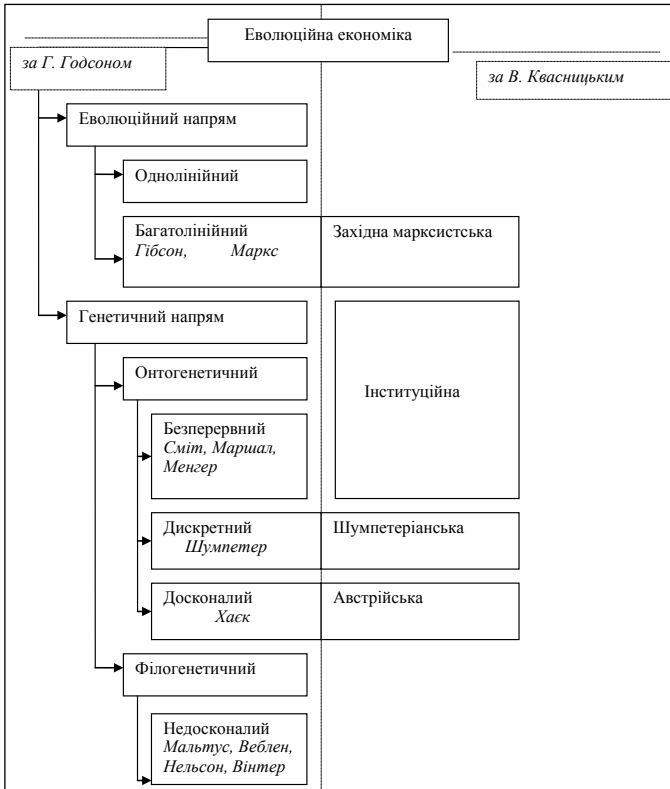 Еволюційна економіка
за Г. Годсоном
за В. Квасницьким
Еволюційний напрям
Однолінійний
Багатолінійний
Гібсон, Маркс
Західна марксистська
Генетичний напрям
Онтогенетичний
Інституційна
Безперервний
Сміт, Маршал,
Менгер
Дискретний
Шумпетер
Шумпетеріанська
Досконалий
Хаєк
Австрійська
Філогенетичний
Недосконалий
Мальтус, Веблен,
Нельсон, Вінтер